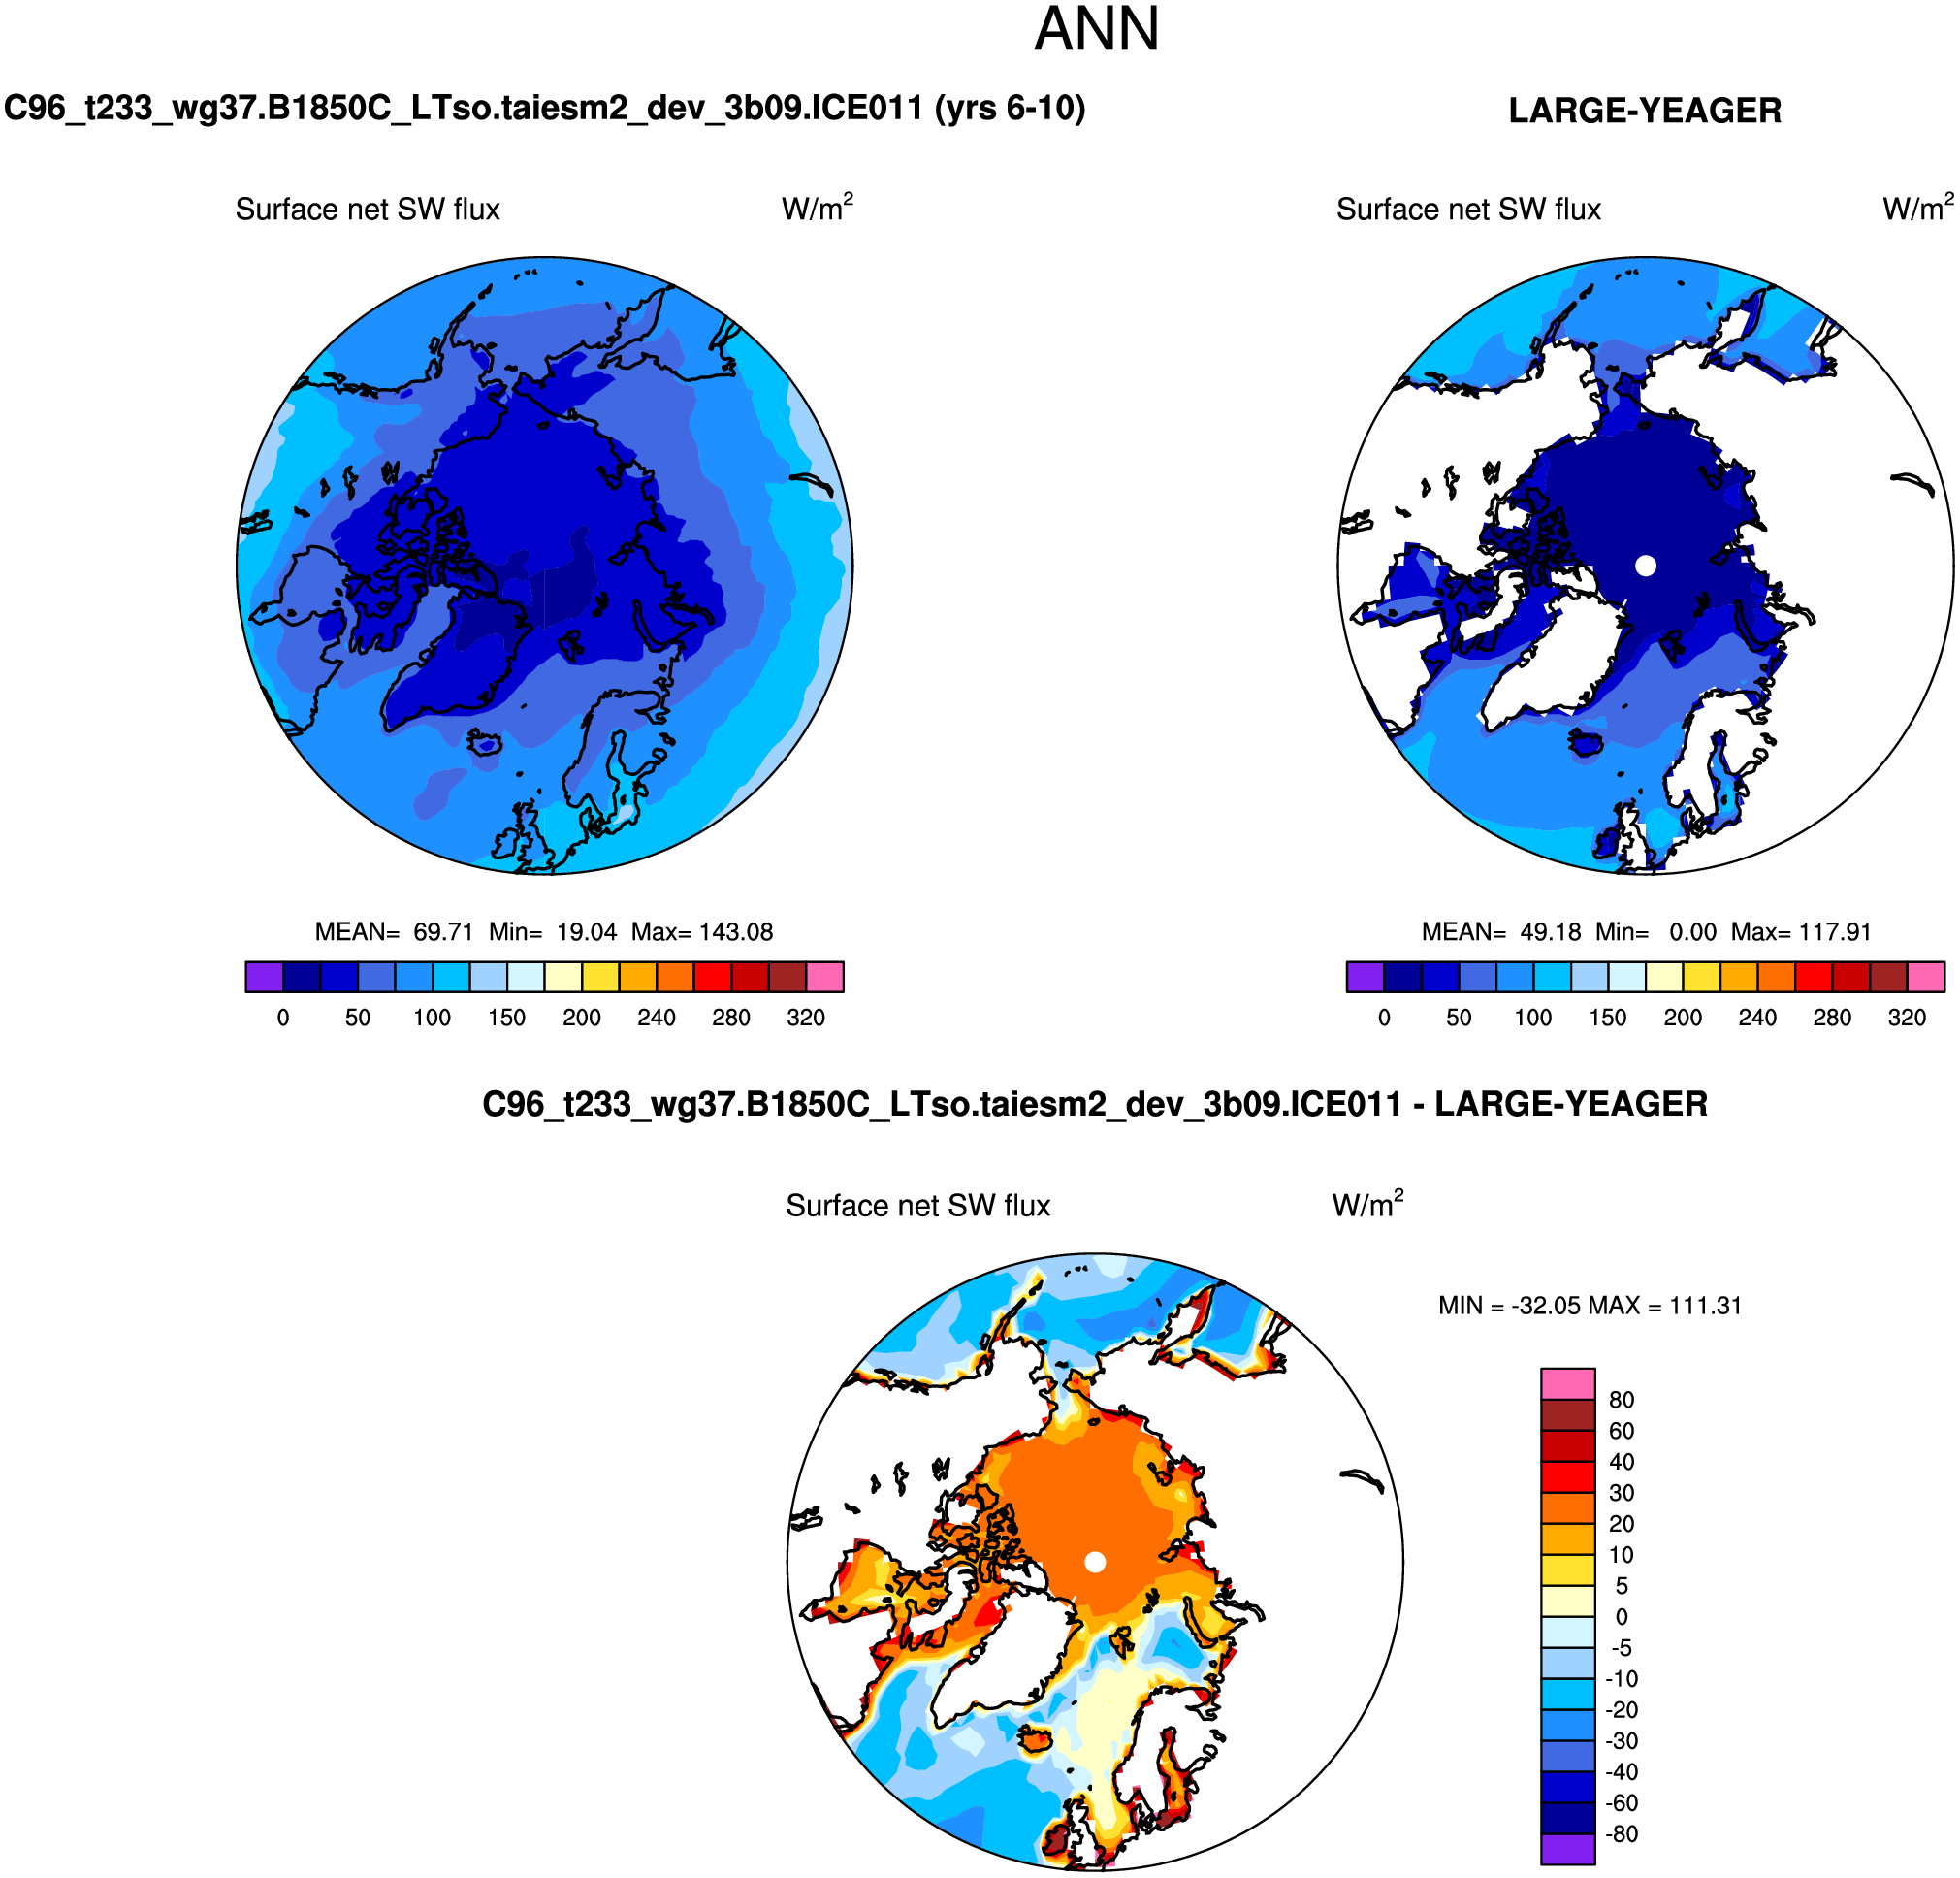 ANN
C96_t233_wg37.B1850C_LTso.taiesm2_dev_3b09.ICE011 (yrs 6-10)
LARGE-YEAGER
Surface net SW flux W/m2
Surface net SW flux W/m2
MEAN= 69.71 Min= 19.04 Max= 143.08
MEAN= 49.18 Min= 0.00 Max= 117.91
0 50 100 150 200 240 280 320
0 50 100 150 200 240 280 320
C96_t233_wg37.B1850C_LTso.taiesm2_dev_3b09.ICE011 - LARGE-YEAGER
Surface net SW flux W/m2
MIN = -32.05 MAX = 111.31
80
60
40
30
20
10
5
0
-5
-10
-20
-30
-40
-60
-80